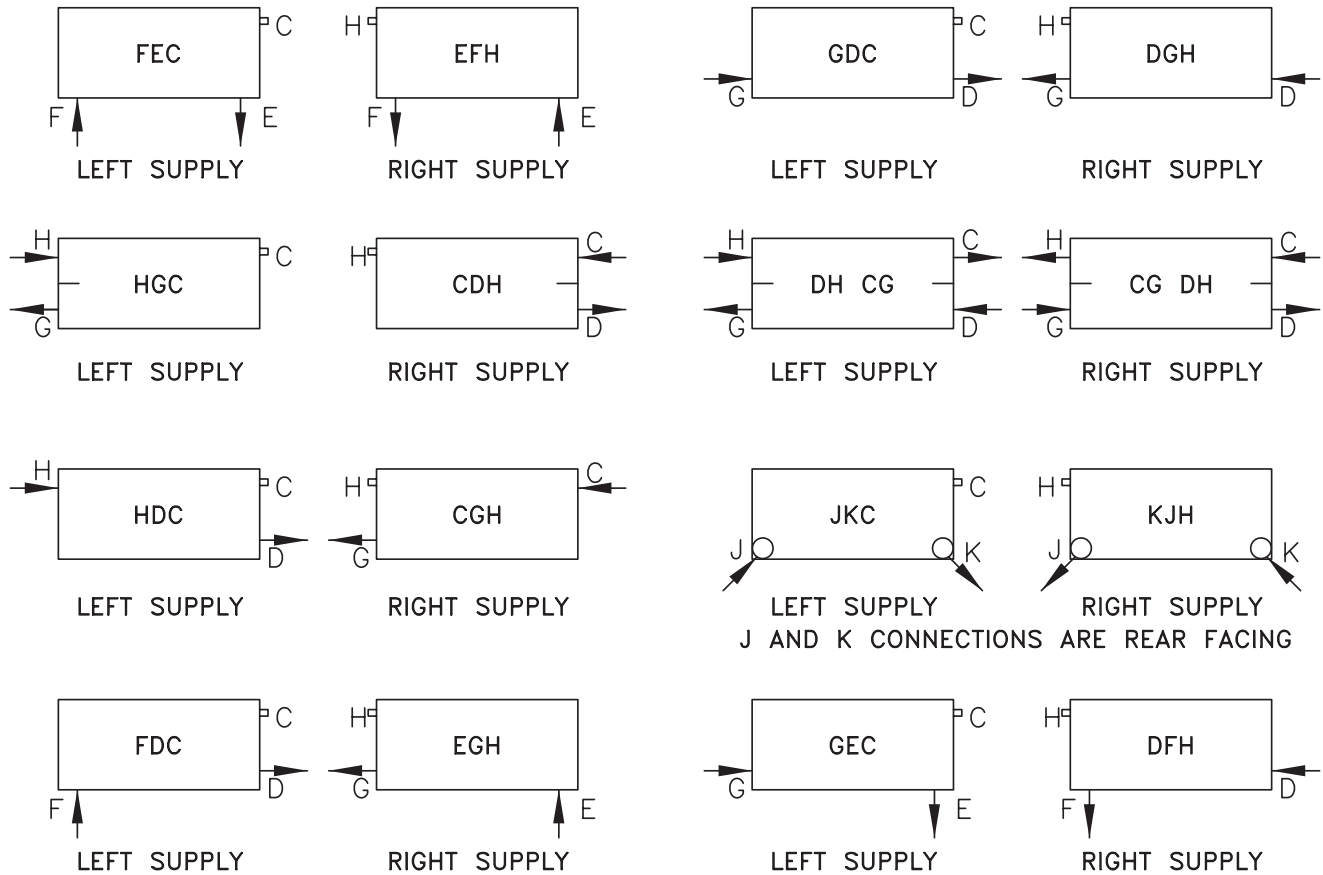 C H C H
FEC EFH GDC DGH
F E F E G D G D
LEFT SUPPLY RIGHT SUPPLY LEFT SUPPLY RIGHT SUPPLY
H C H C H C H C
HGC CDH DH CG CG DH
G D G D G D
LEFT SUPPLY RIGHT SUPPLY LEFT SUPPLY RIGHT SUPPLY
H C H C C H
HDC CGH JKC KJH
D G J K J K
LEFT SUPPLY RIGHT SUPPLY LEFT SUPPLY RIGHT SUPPLY
J AND K CONNECTIONS ARE REAR FACING
C H C H
FDC EGH GEC DFH
F D G E G E F D
LEFT SUPPLY RIGHT SUPPLY LEFT SUPPLY RIGHT SUPPLY